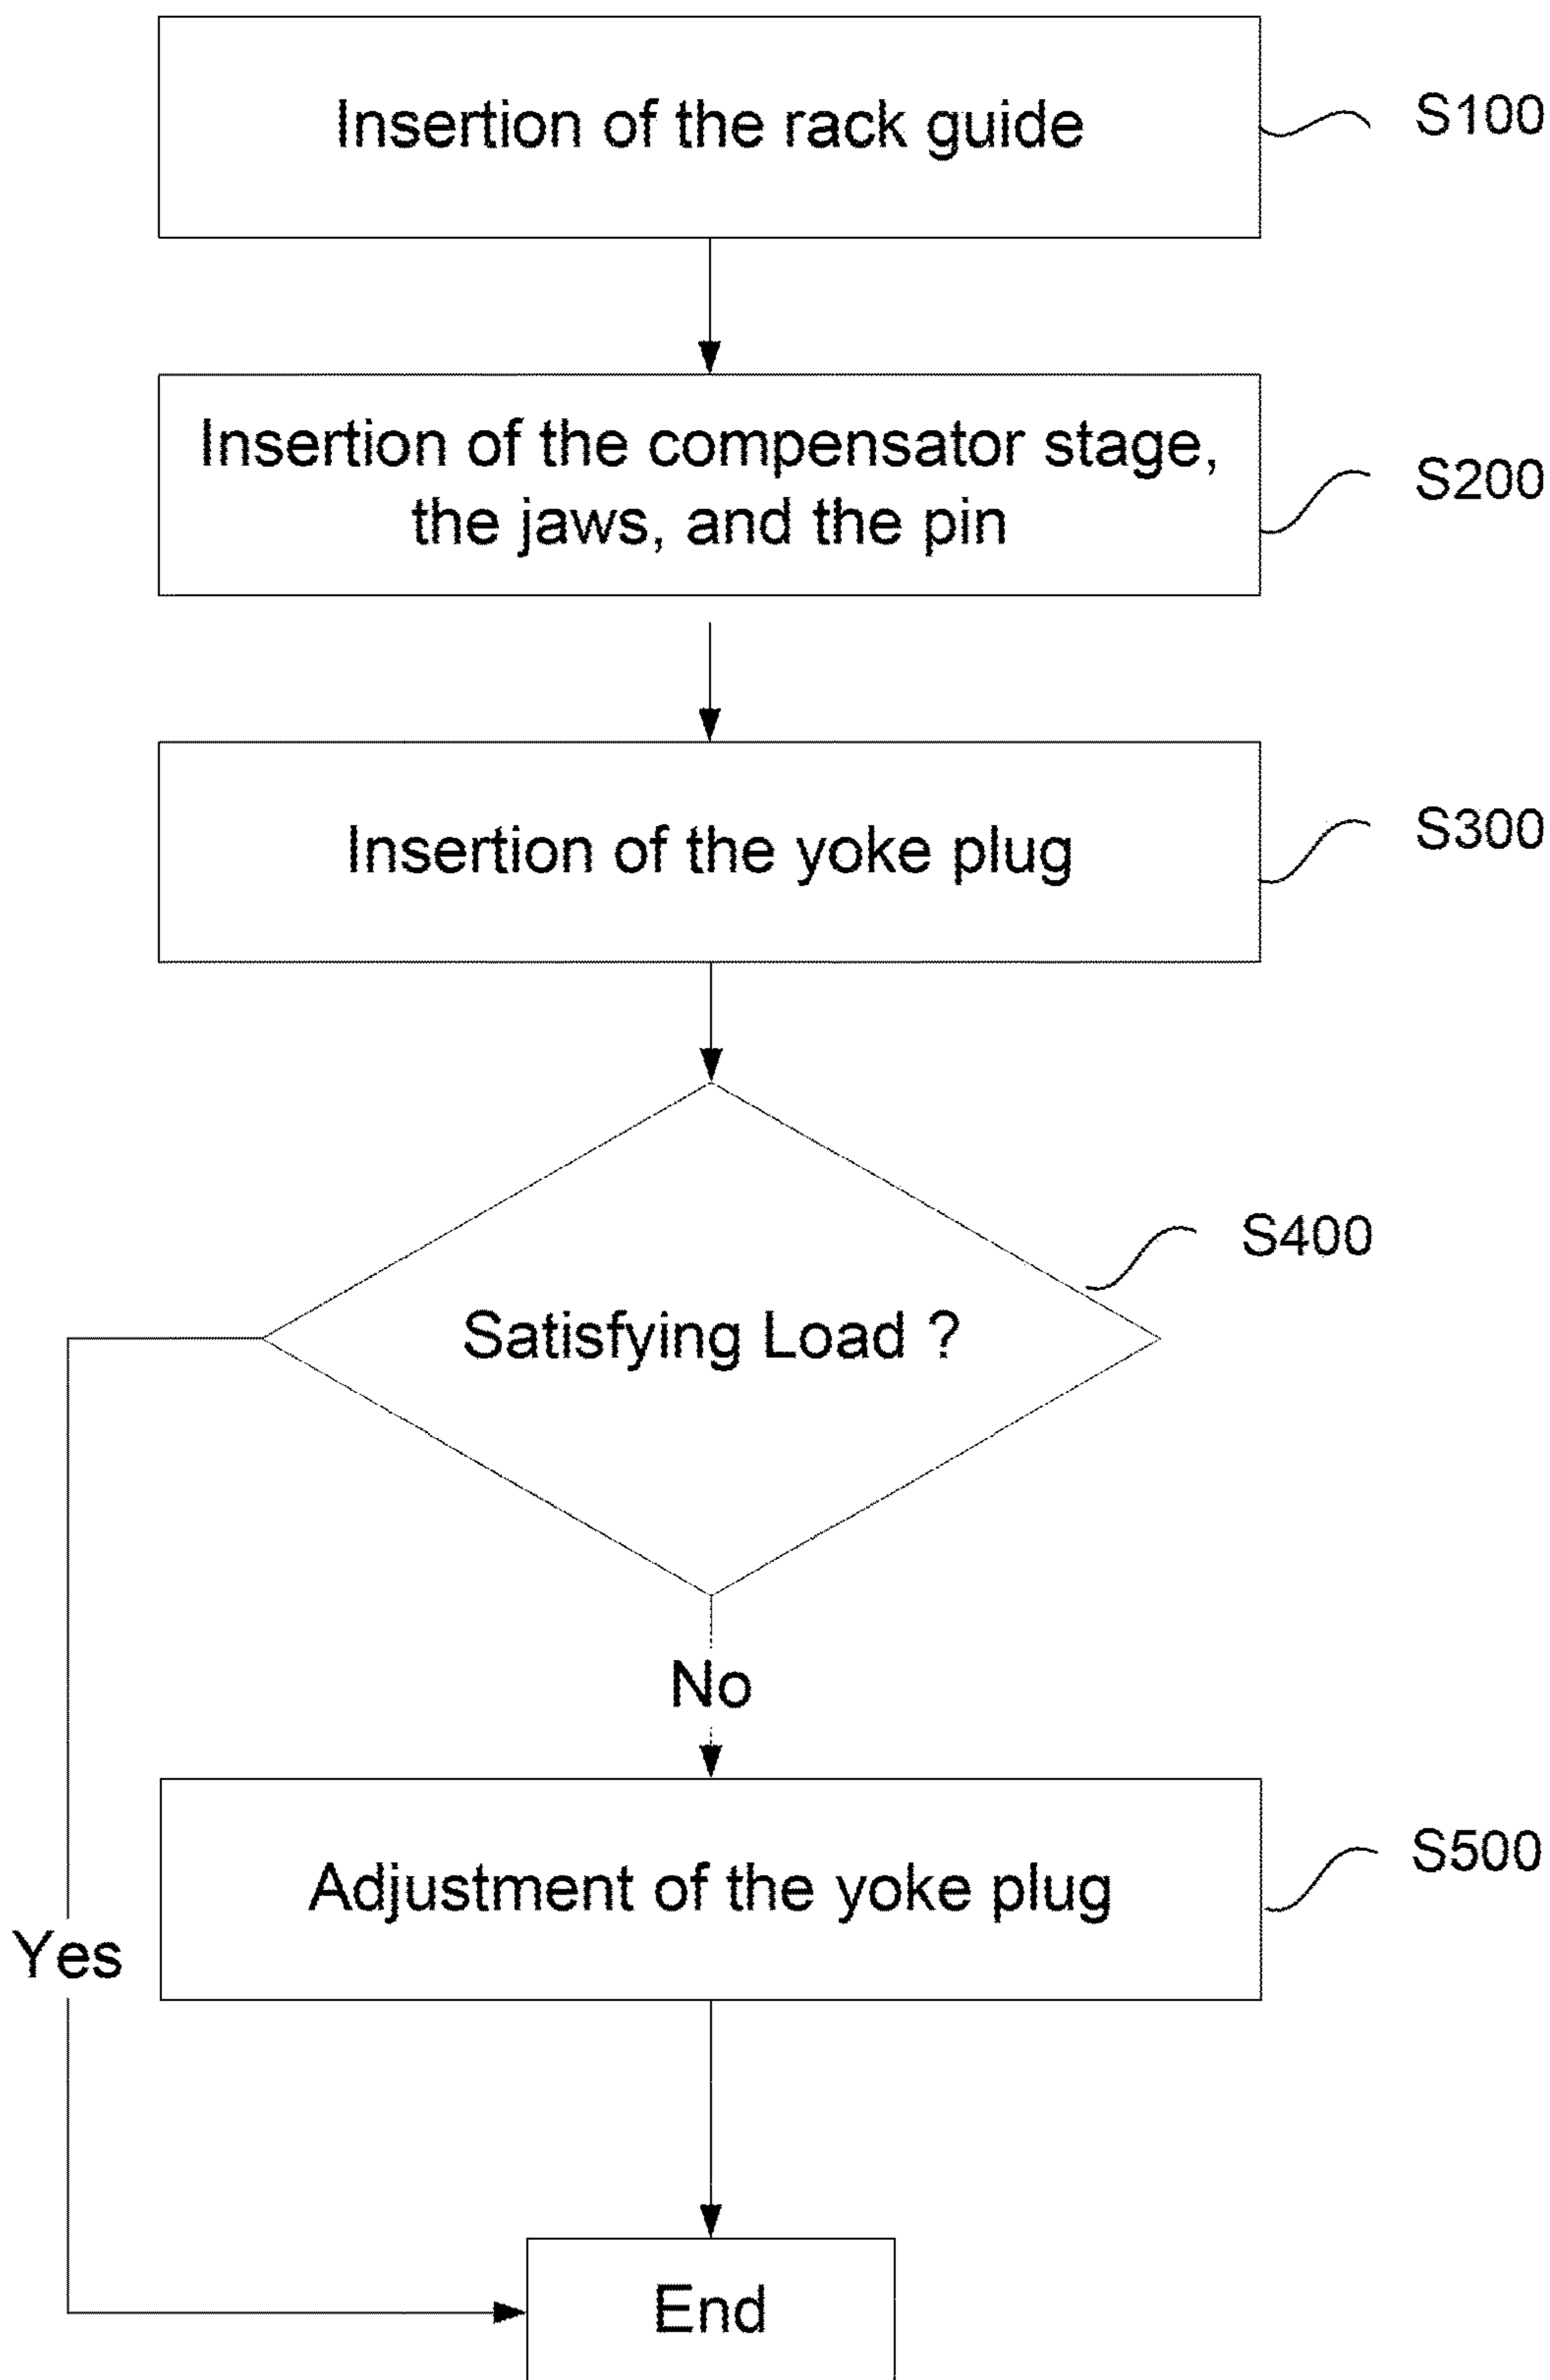 Insertion of the rack guide
S100
Insertion of the compensator stage,
the jaws, and the pin
S200
Insertion of the yoke plug
S300
S400
Satisfying Load ?
No
Adjustment of the yoke plug
S500
Yes
End